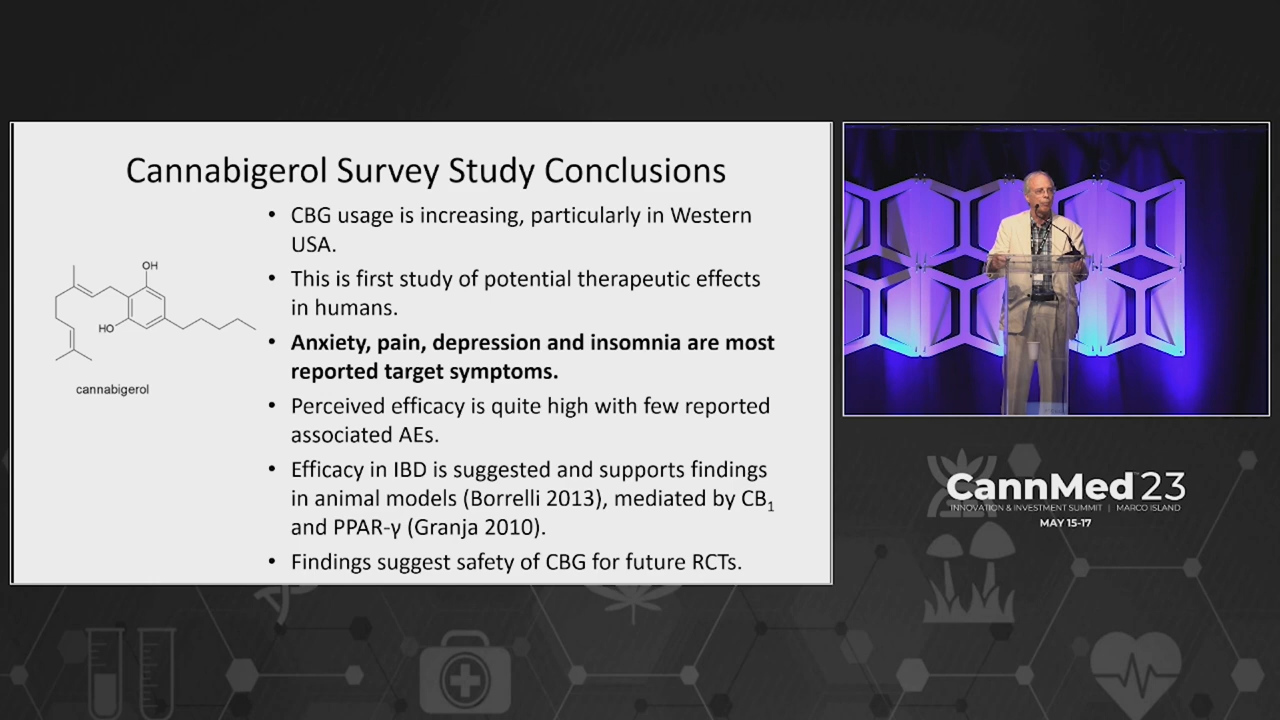 Cannabigerol Survey Study Conclusions
• CBG usage is increasing, particularly in Western
USA.
• This is first study of potential therapeutic effects
in humans.
• Anxiety, pain, depression and insomnia are most
reported target symptoms.
• Perceived efficacy is quite high with few reported
associated AEs.
• Efficacy in IBD is suggested and supports findings
in animal models (Borrelli 2013), mediated by CB₁
and PPAR-γ (Granja 2010).
• Findings suggest safety of CBG for future RCTs.
OH
HO
cannabigerol
CannMed™23
INNOVATION & INVESTMENT SUMMIT | MARCO ISLAND
MAY 15-17